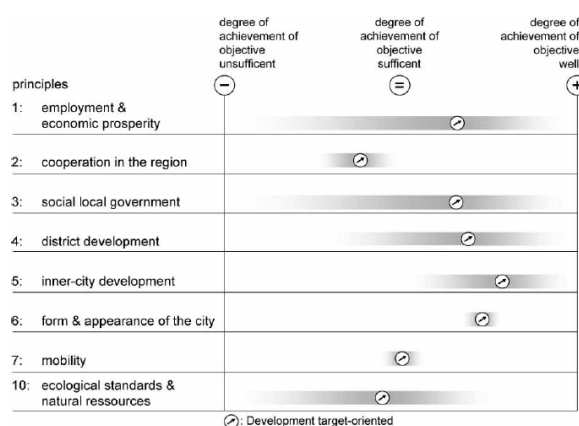 degree of
achievement of
objective
unsufficent
degree of
achievement of
objective
sufficent
degree of
achievement of
objective
well
principles
−
=
+
1: employment &
economic prosperity
2: cooperation in the region
3: social local government
4: district development
5: inner-city development
6: form & appearance of the city
7: mobility
10: ecological standards &
natural ressources
: Development target-oriented